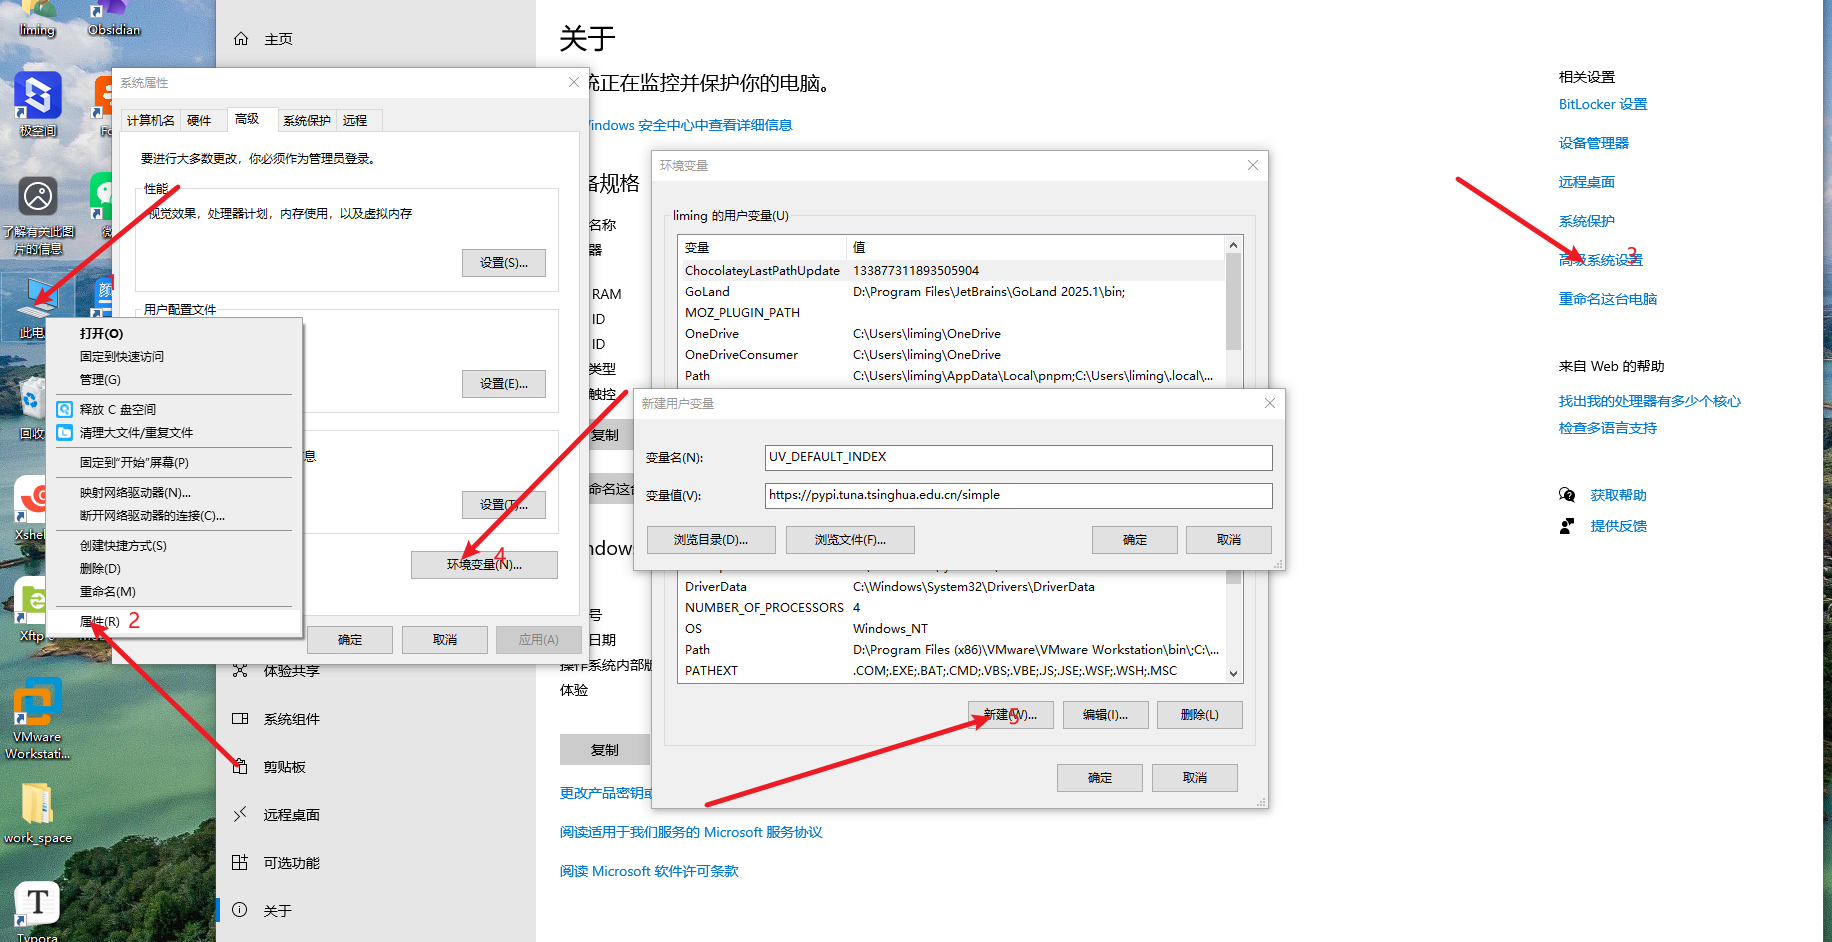 liming
Obsidian
极空间
了解有关此图
片的信息
1
颜
此电
回收
Xshel
Xftp
VMware
Workstati...
work_space
Typora
打开(O)
固定到快速访问
管理(G)
释放 C 盘空间
清理大文件/重复文件
固定到"开始"屏幕(P)
映射网络驱动器(N)...
断开网络驱动器的连接(C)...
创建快捷方式(S)
删除(D)
重命名(M)
属性(R)
2
系统属性
计算机名
硬件
高级
系统保护
远程
要进行大多数更改，你必须作为管理员登录。
性能
视觉效果，处理器计划，内存使用，以及虚拟内存
设置(S)...
用户配置文件
设置(E)...
息
设置(T)...
环境变量(N)...
4
确定
取消
应用(A)
主页
体验共享
系统组件
剪贴板
远程桌面
可选功能
关于
关于
统正在监控并保护你的电脑。
Windows 安全中心中查看详细信息
备规格
名称
器
RAM
ID
ID
类型
触控
复制
命名这台
indows
号
日期
操作系统内部版
体验
复制
更改产品密钥或
阅读适用于我们服务的 Microsoft 服务协议
阅读 Microsoft 软件许可条款
环境变量
liming 的用户变量(U)
变量 值
ChocolateyLastPathUpdate 133877311893505904
GoLand D:\Program Files\JetBrains\GoLand 2025.1\bin;
MOZ_PLUGIN_PATH
OneDrive C:\Users\liming\OneDrive
OneDriveConsumer C:\Users\liming\OneDrive
Path C:\Users\liming\AppData\Local\pnpm;C:\Users\liming\.local\...
新建用户变量
变量名(N): UV_DEFAULT_INDEX
变量值(V): https://pypi.tuna.tsinghua.edu.cn/simple
浏览目录(D)...
浏览文件(F)...
确定
取消
DriverData C:\Windows\System32\Drivers\DriverData
NUMBER_OF_PROCESSORS 4
OS Windows_NT
Path D:\Program Files (x86)\VMware\VMware Workstation\bin\;C:\...
PATHEXT .COM;.EXE;.BAT;.CMD;.VBS;.VBE;.JS;.JSE;.WSF;.WSH;.MSC
新建(W)...
5
编辑(I)...
删除(L)
确定
取消
相关设置
BitLocker 设置
设备管理器
远程桌面
系统保护
高级系统设置
3
重命名这台电脑
来自 Web 的帮助
找出我的处理器有多少个核心
检查多语言支持
获取帮助
提供反馈